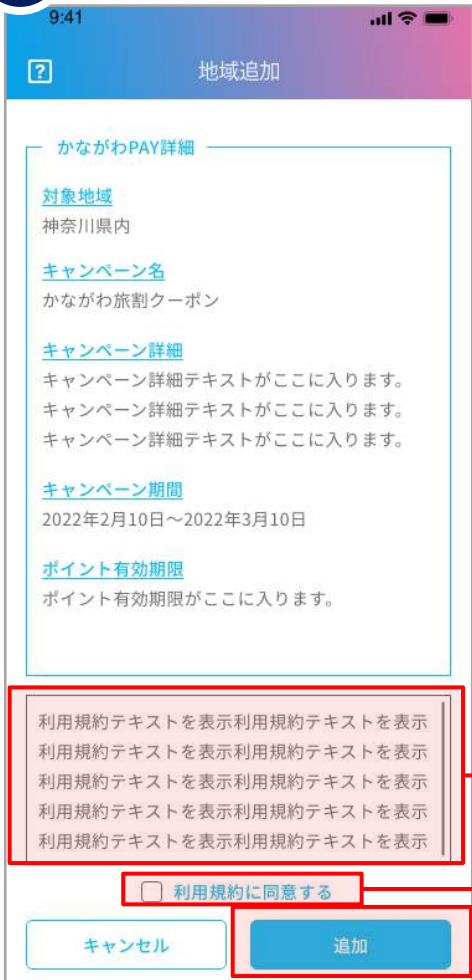 9:41
?
地域追加
かながわPAY詳細
対象地域
神奈川県内
キャンペーン名
かながわ旅割クーポン
キャンペーン詳細
キャンペーン詳細テキストがここに入ります。
キャンペーン詳細テキストがここに入ります。
キャンペーン詳細テキストがここに入ります。
キャンペーン期間
2022年2月10日～2022年3月10日
ポイント有効期限
ポイント有効期限がここに入ります。
利用規約テキストを表示利用規約テキストを表示
利用規約テキストを表示利用規約テキストを表示
利用規約テキストを表示利用規約テキストを表示
利用規約テキストを表示利用規約テキストを表示
利用規約テキストを表示利用規約テキストを表示
利用規約に同意する
キャンセル
追加